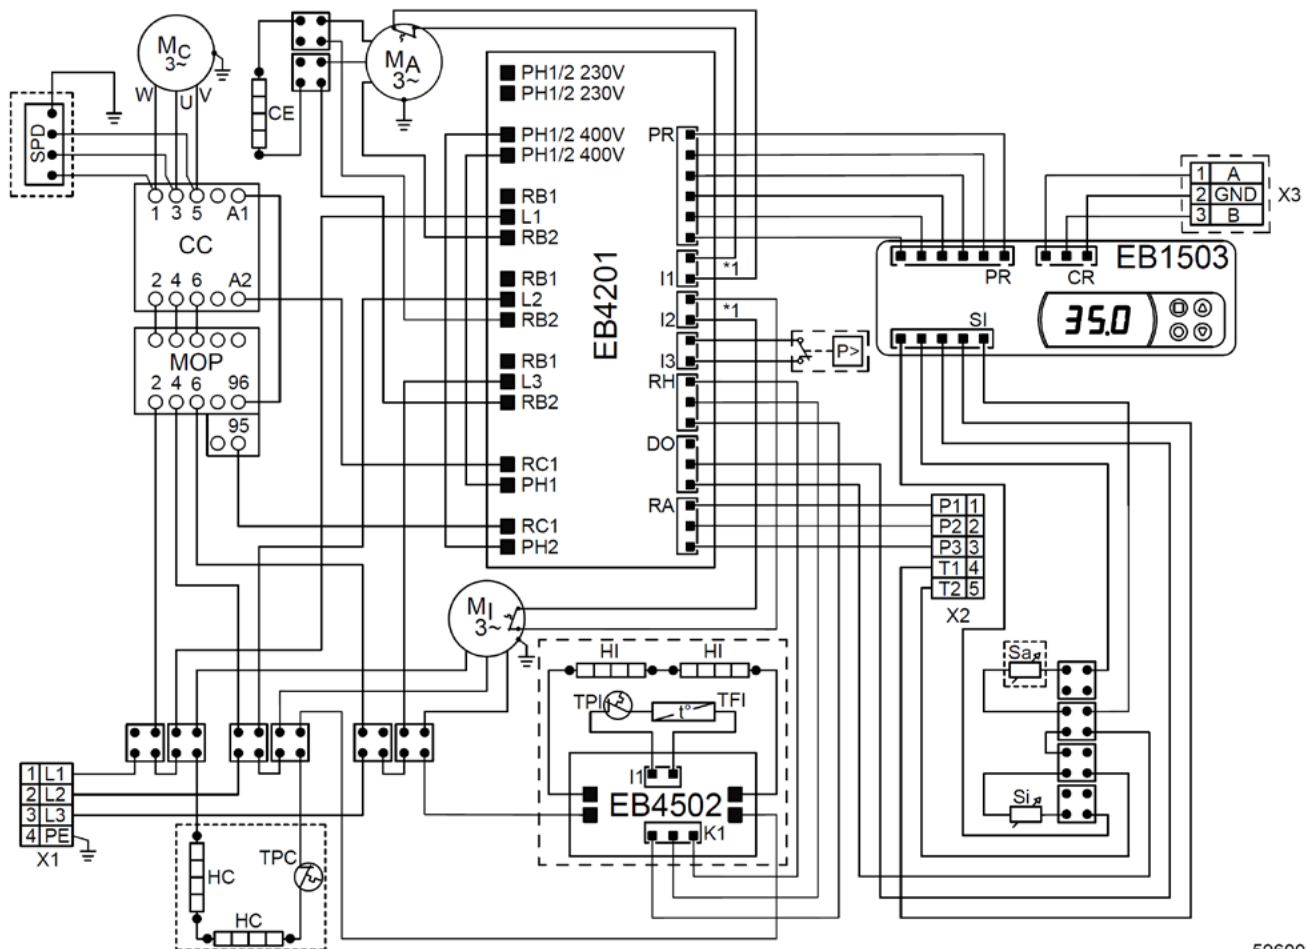 MC
3~
W
U
V
SPD
1
3
5
A1
CC
2
4
6
A2
MOP
2
4
6
96
95
CE
MA
3~
EB4201
PH1/2 230V
PH1/2 230V
PH1/2 400V
PH1/2 400V
RB1
L1
RB2
RB1
L2
RB2
RB1
L3
RB2
RC1
PH1
RC1
PH2
PR
*1
I1
*1
I2
I3
RH
DO
RA
P>
1 A
2 GND
3 B
X3
EB1503
PR
CR
SI
35.0
P1 1
P2 2
P3 3
T1 4
T2 5
X2
Sa
Si
MI
3~
HI
HI
TPI
t°
TFI
I1
EB4502
K1
1 L1
2 L2
3 L3
4 PE
X1
HC
TPC
HC